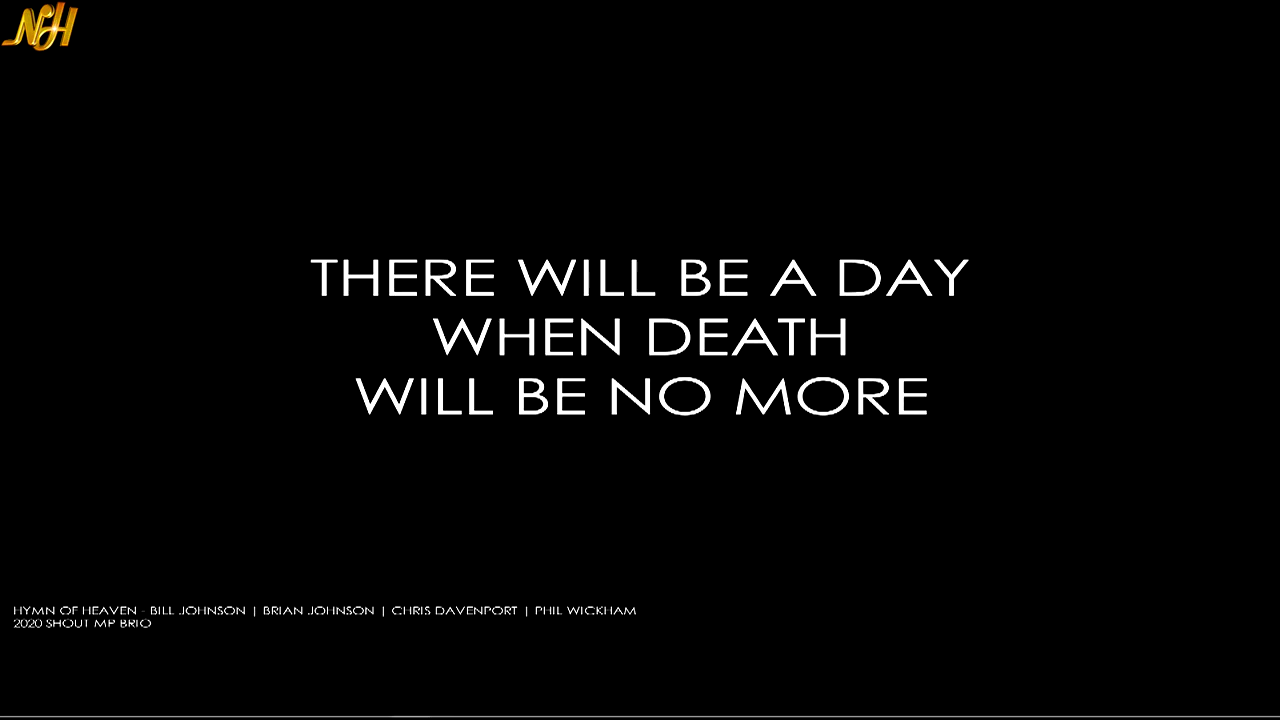 NH
THERE WILL BE A DAY
WHEN DEATH
WILL BE NO MORE
HYMN OF HEAVEN - BILL JOHNSON | BRIAN JOHNSON | CHRIS DAVENPORT | PHIL WICKHAM
2020 SHOUT MP BRIO